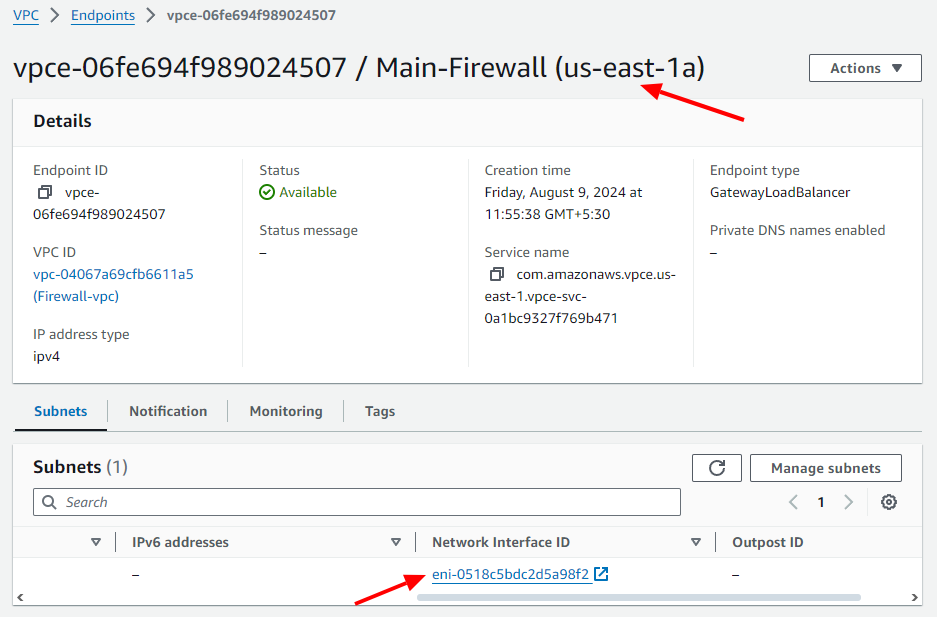 VPC > Endpoints > vpce-06fe694f989024507
vpce-06fe694f989024507 / Main-Firewall (us-east-1a)
Actions
Details
Endpoint ID
vpce-
06fe694f989024507
VPC ID
vpc-04067a69cfb6611a5
(Firewall-vpc)
IP address type
ipv4
Status
Available
Status message
–
Creation time
Friday, August 9, 2024 at
11:55:38 GMT+5:30
Service name
com.amazonaws.vpce.us-
east-1.vpce-svc-
0a1bc9327f769b471
Endpoint type
GatewayLoadBalancer
Private DNS names enabled
–
Subnets Notification Monitoring Tags
Subnets (1)
Manage subnets
Search
1
IPv6 addresses Network Interface ID Outpost ID
– eni-0518c5bdc2d5a98f2 –